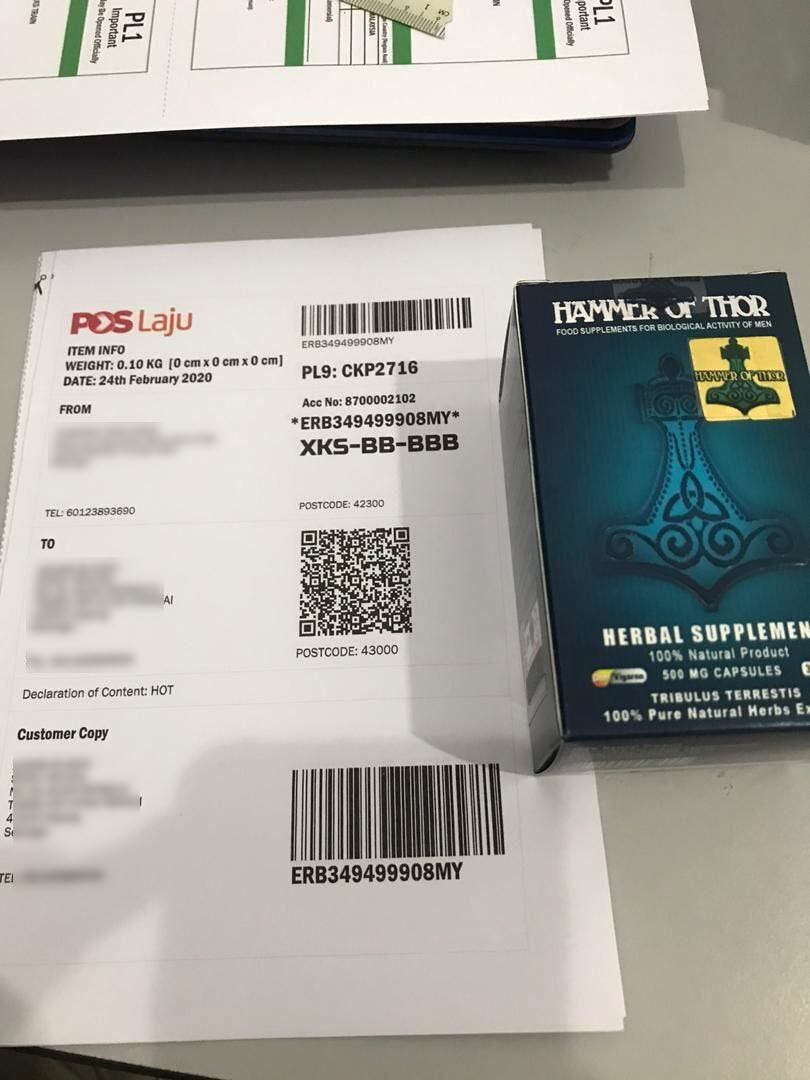 PL1
Important
PL1
POS Laju
ITEM INFO
WEIGHT: 0.10 KG [0 cm x 0 cm x 0 cm]
DATE: 24th February 2020
ERB349499908MY
PL9: CKP2716
FROM
Acc No: 8700002102
*ERB349499908MY*
XKS-BB-BBB
TEL: 60123893690
POSTCODE: 42300
TO
AI
POSTCODE: 43000
Declaration of Content: HOT
Customer Copy
ERB349499908MY
HAMMER OF THOR
FOOD SUPPLEMENTS FOR BIOLOGICAL ACTIVITY OF MEN
HAMMER OF THOR
HERBAL SUPPLEMEN
100% Natural Product
500 MG CAPSULES
TRIBULUS TERRESTIS
100% Pure Natural Herbs Ex